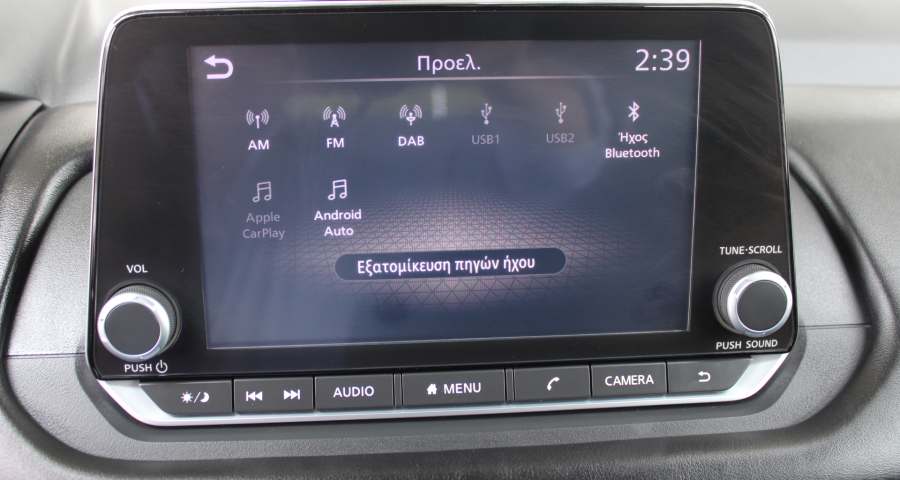 Προελ.
2:39
AM
FM
DAB
USB1
USB2
Ήχος
Bluetooth
Apple
CarPlay
Android
Auto
Εξατομίκευση πηγών ήχου
VOL
PUSH
TUNE·SCROLL
PUSH SOUND
AUDIO
MENU
CAMERA